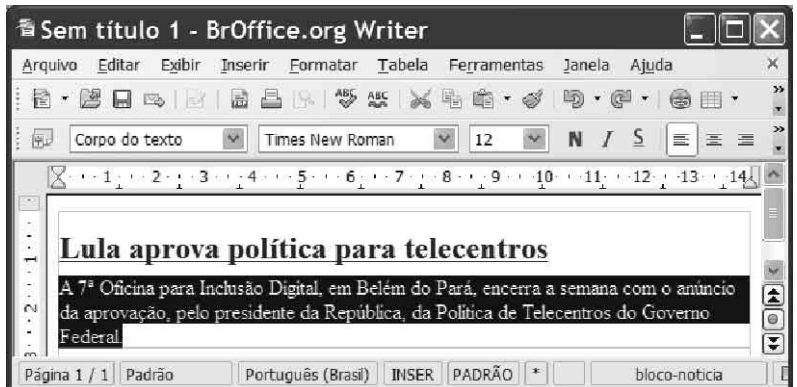 Sem título 1 - BrOffice.org Writer
Arquivo Editar Exibir Inserir Formatar Tabela Ferramentas Janela Ajuda
ABC ABC
Corpo do texto Times New Roman 12 N I S
1 2 3 4 5 6 7 8 9 10 11 12 13 14
Lula aprova política para telecentros
A 7ª Oficina para Inclusão Digital, em Belém do Pará, encerra a semana com o anúncio
da aprovação, pelo presidente da República, da Política de Telecentros do Governo
Federal.
1
2
Página 1 / 1 Padrão Português (Brasil) INSER PADRÃO * bloco-noticia